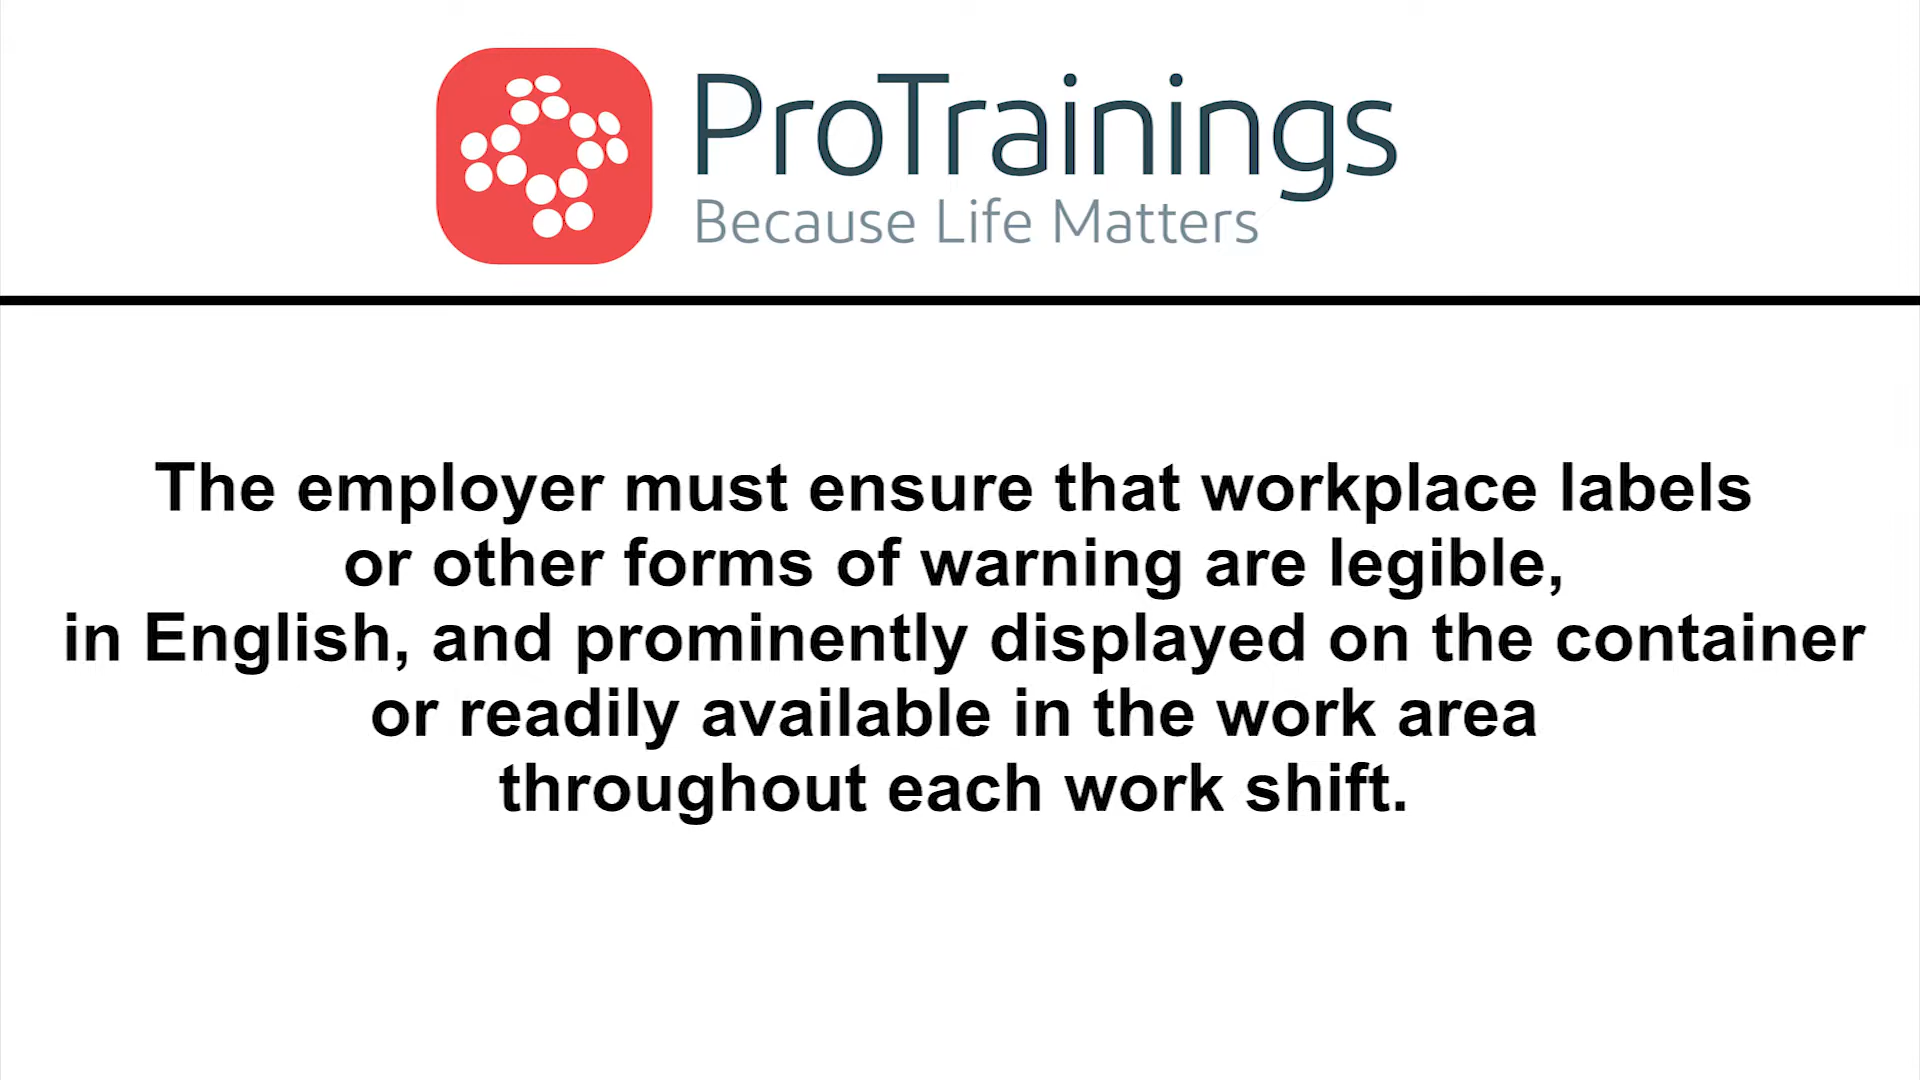 ProTrainings
Because Life Matters
The employer must ensure that workplace labels
or other forms of warning are legible,
in English, and prominently displayed on the container
or readily available in the work area
throughout each work shift.